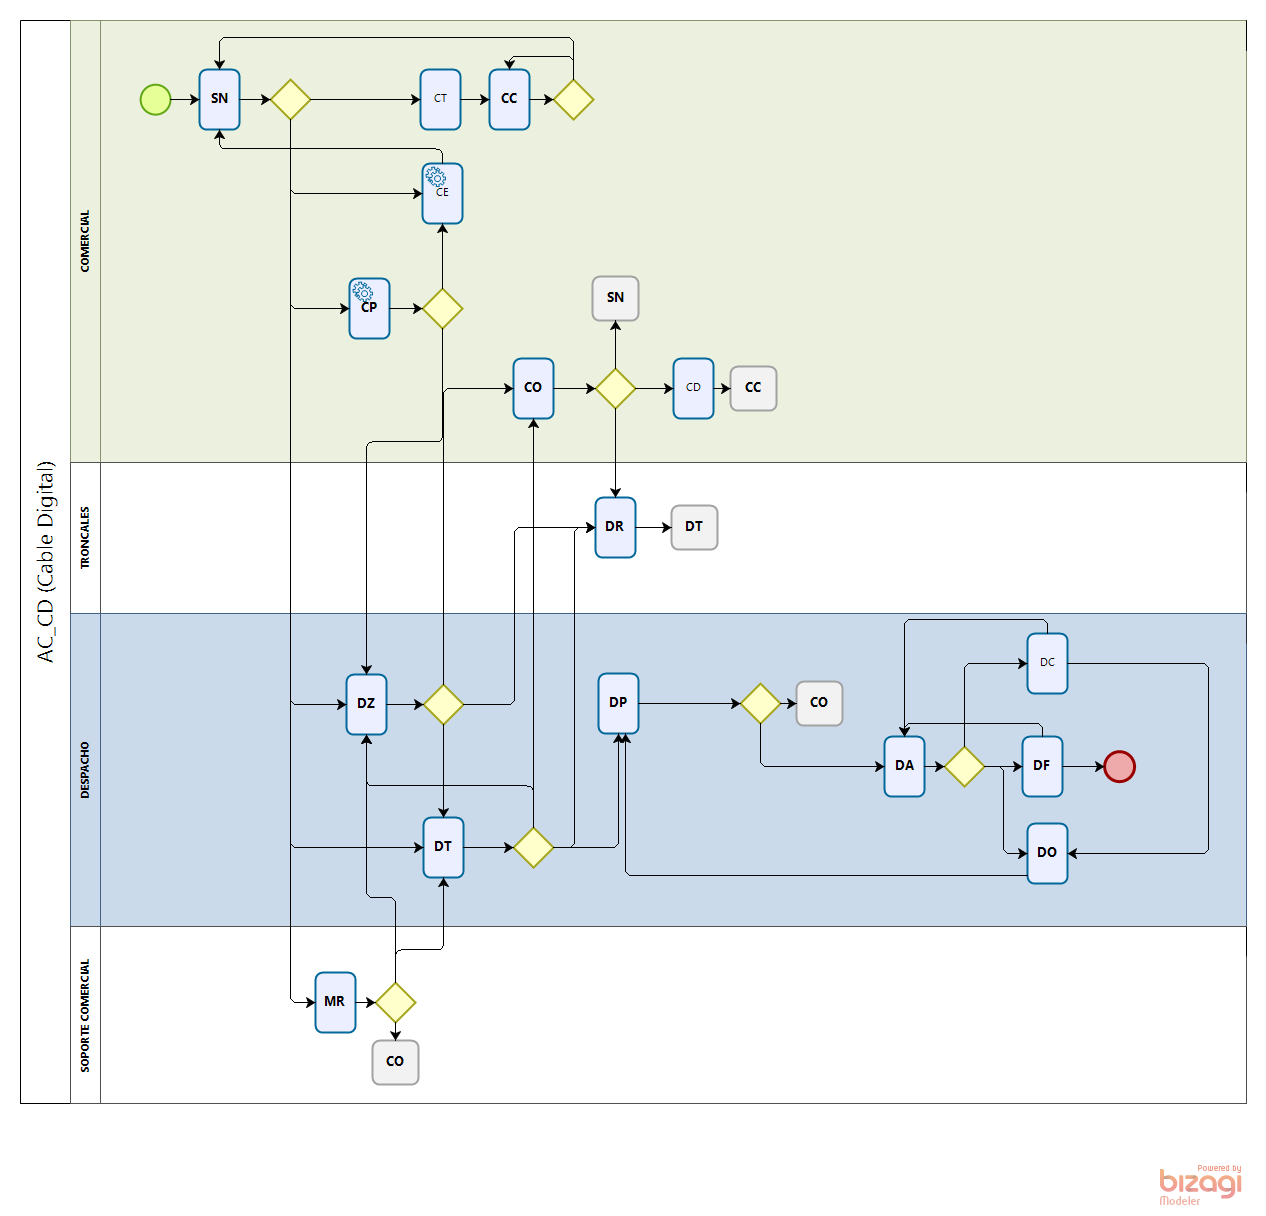 AC_CD (Cable Digital)
COMERCIAL
SN
CT
CC
CE
CP
SN
CO
CD
CC
TRONCALES
DR
DT
DESPACHO
DC
DZ
DP
CO
DA
DF
DT
DO
SOPORTE COMERCIAL
MR
CO
Powered by
bizagi
Modeler